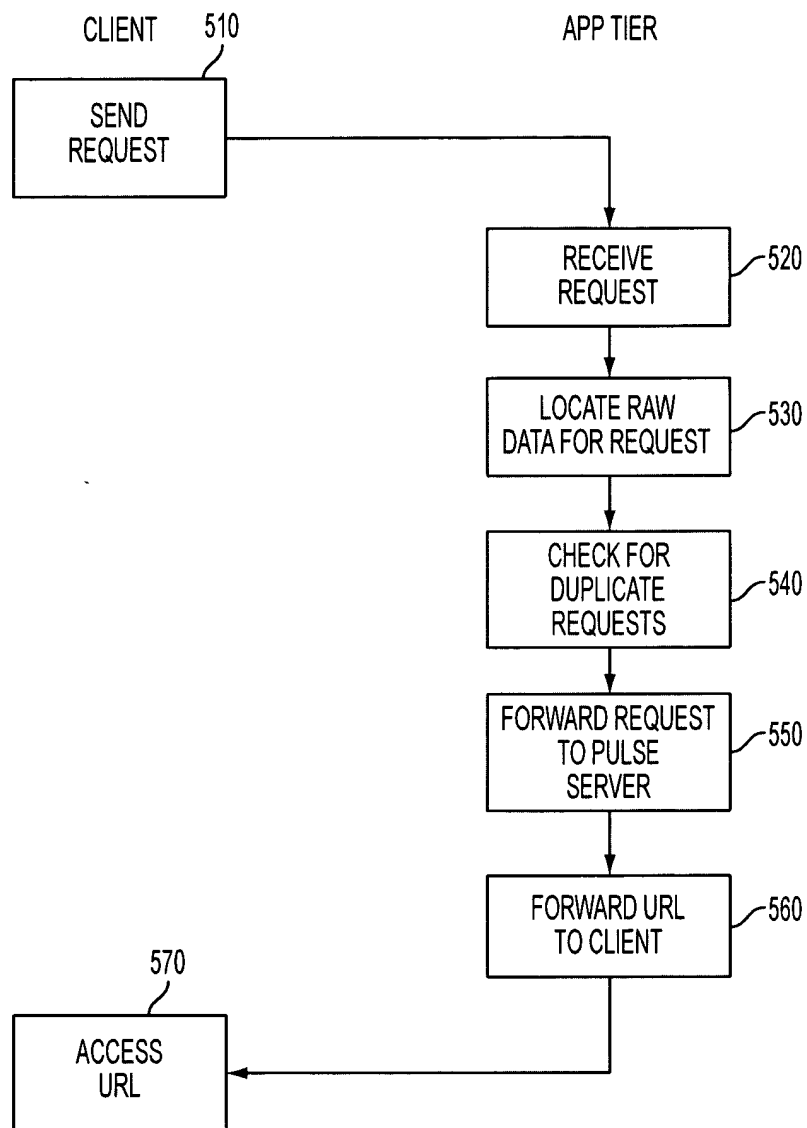 CLIENT
APP TIER
510
SEND
REQUEST
RECEIVE
REQUEST
520
LOCATE RAW
DATA FOR REQUEST
530
CHECK FOR
DUPLICATE
REQUESTS
540
FORWARD REQUEST
TO PULSE
SERVER
550
FORWARD URL
TO CLIENT
560
570
ACCESS
URL